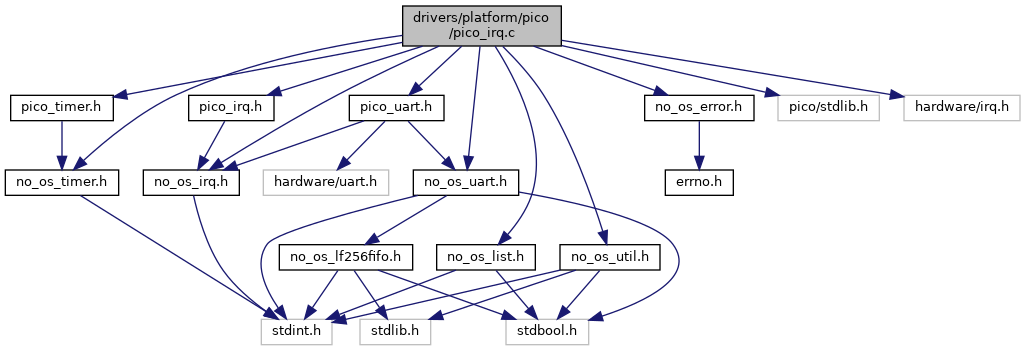 drivers/platform/pico
/pico_irq.c
pico_timer.h
pico_irq.h
pico_uart.h
no_os_error.h
pico/stdlib.h
hardware/irq.h
no_os_timer.h
no_os_irq.h
hardware/uart.h
no_os_uart.h
errno.h
no_os_lf256fifo.h
no_os_list.h
no_os_util.h
stdint.h
stdlib.h
stdbool.h